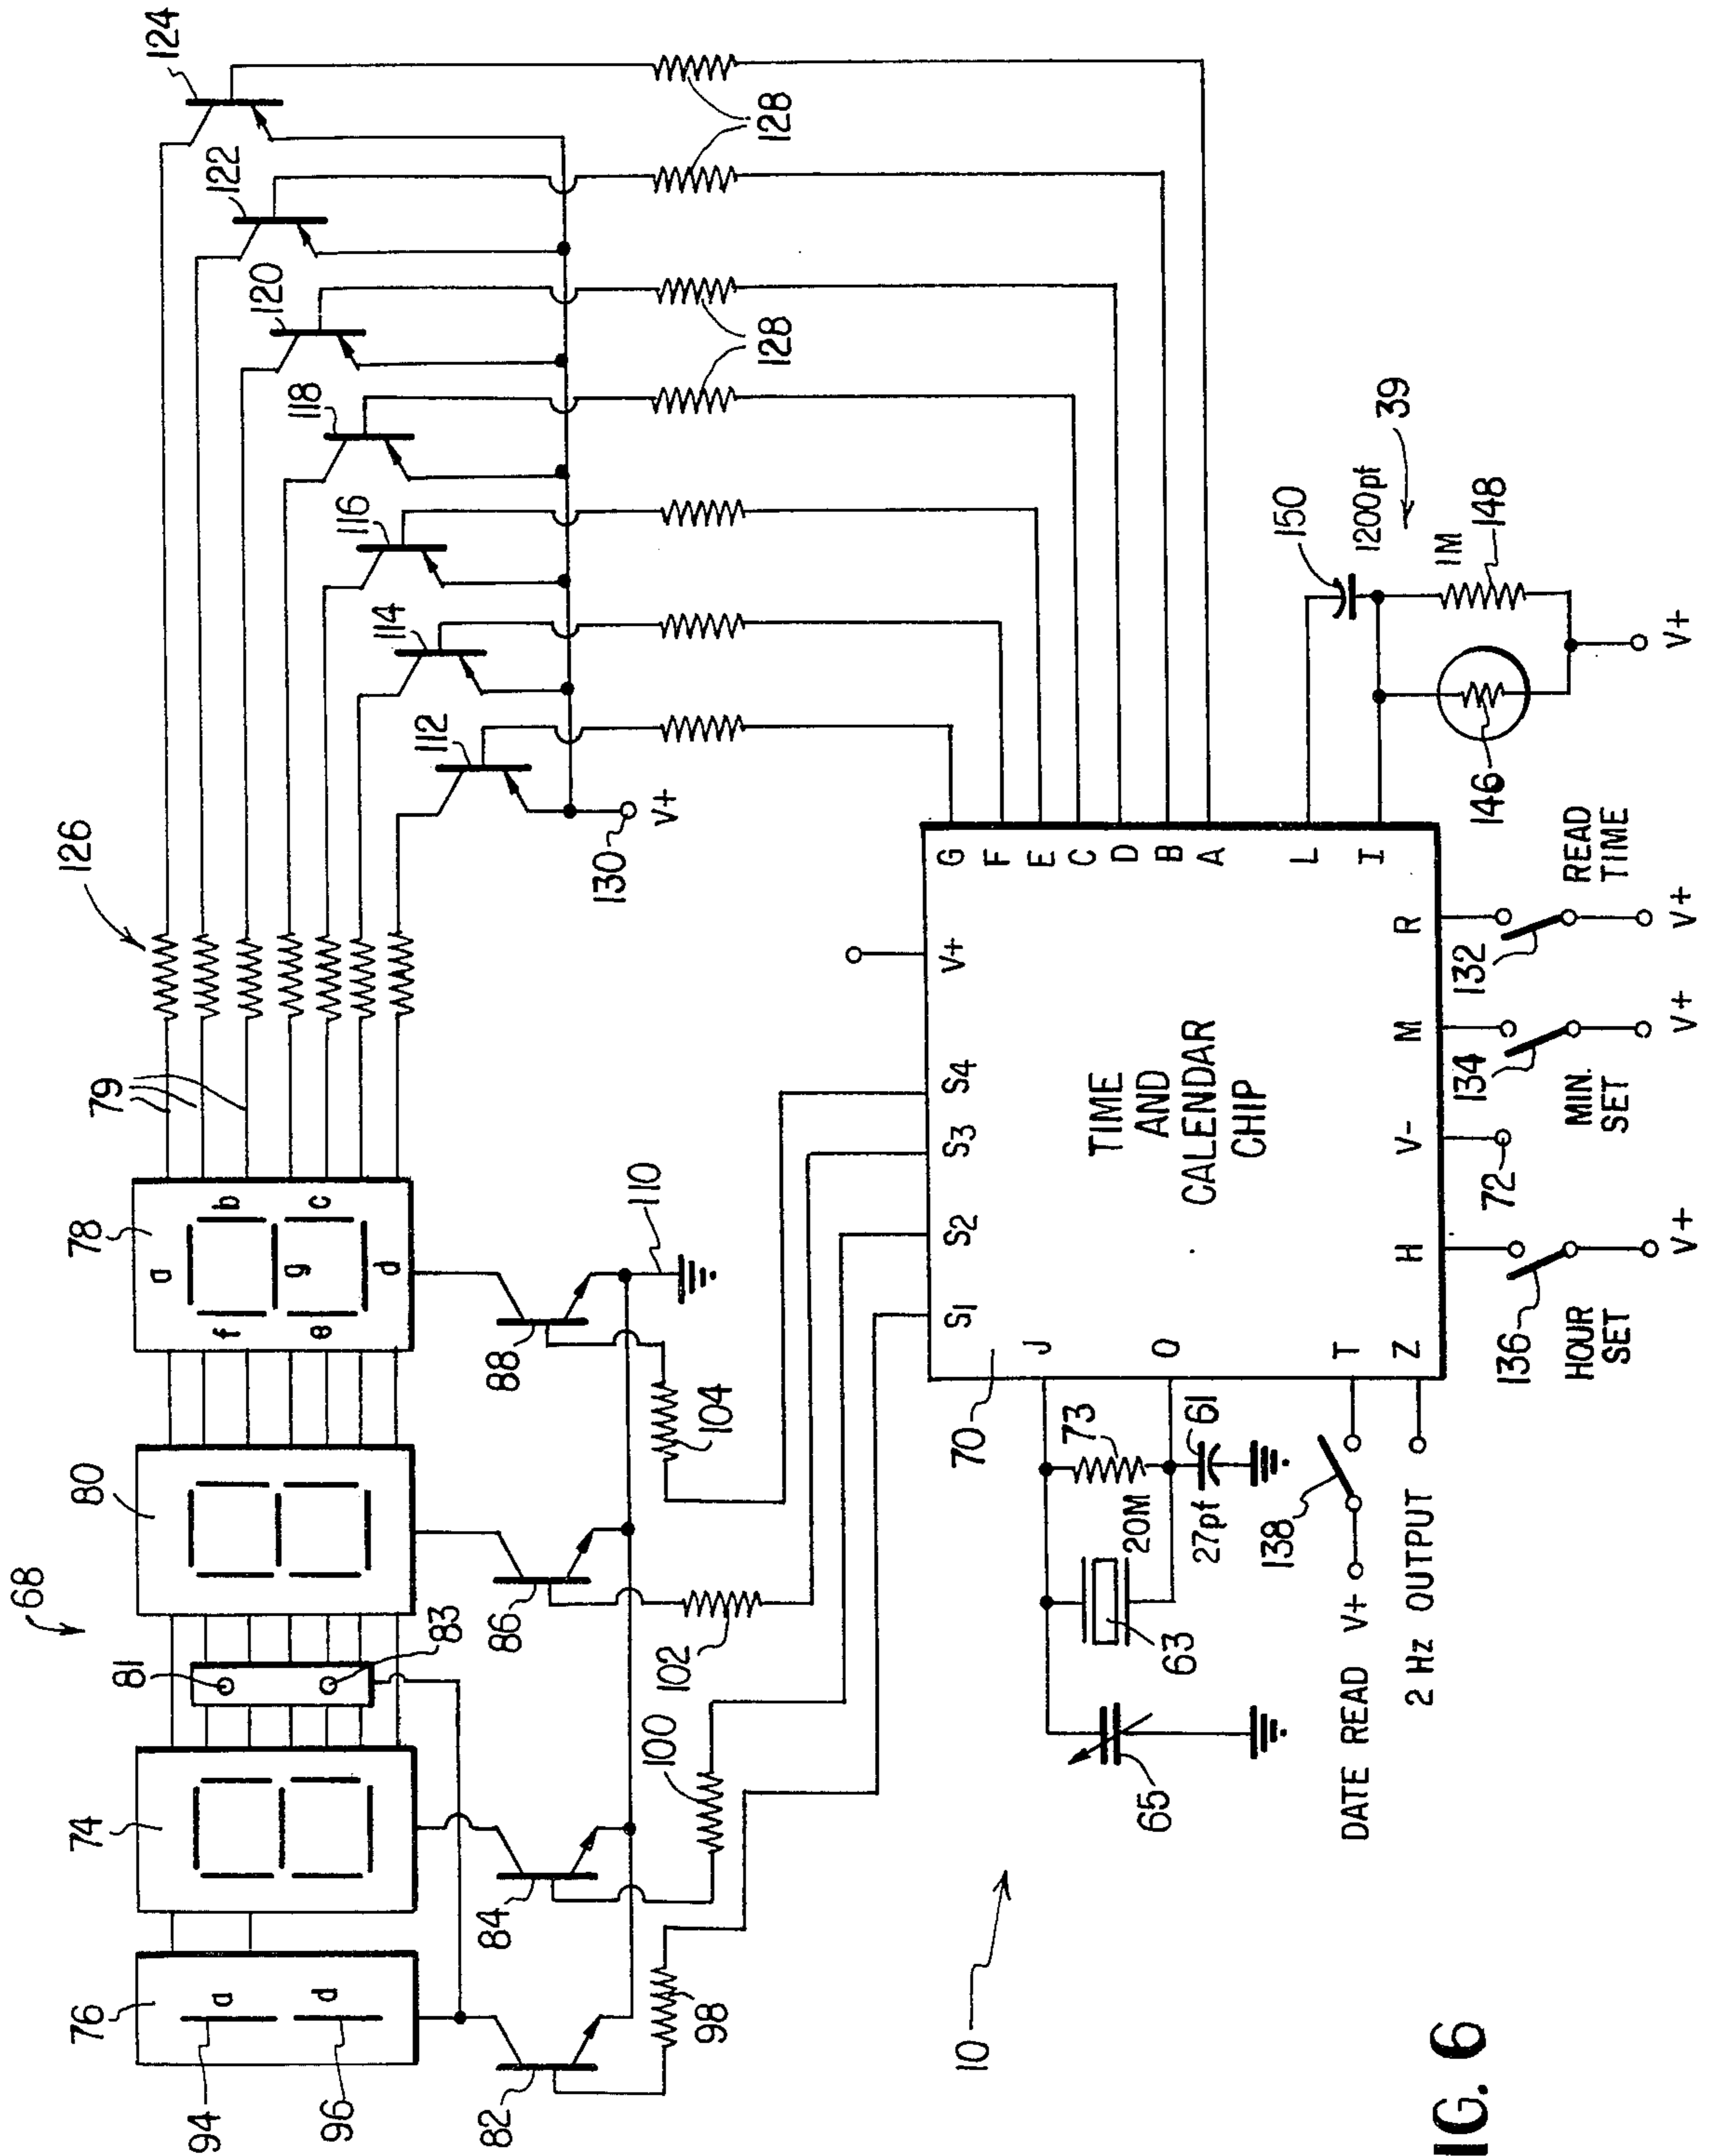 68
94
76
74
81
80
78
79
126
124
96
a
d
83
f
a
b
g
e
d
c
122
120
118
116
114
112
82
84
86
88
110
130
V+
98
100
102
104
128
128
10
70
S1
S2
S3
S4
V+
G
F
E
C
D
B
A
L
I
J
O
T
Z
H
V-
M
R
TIME
AND
CALENDAR
CHIP
65
63
73
20M
61
27pf
150
1200pf
39
1M
148
146
V+
138
DATE READ V+
2 Hz OUTPUT
136
HOUR
SET
V+
72
134
MIN.
SET
V+
132
READ
TIME
V+
IG. 6